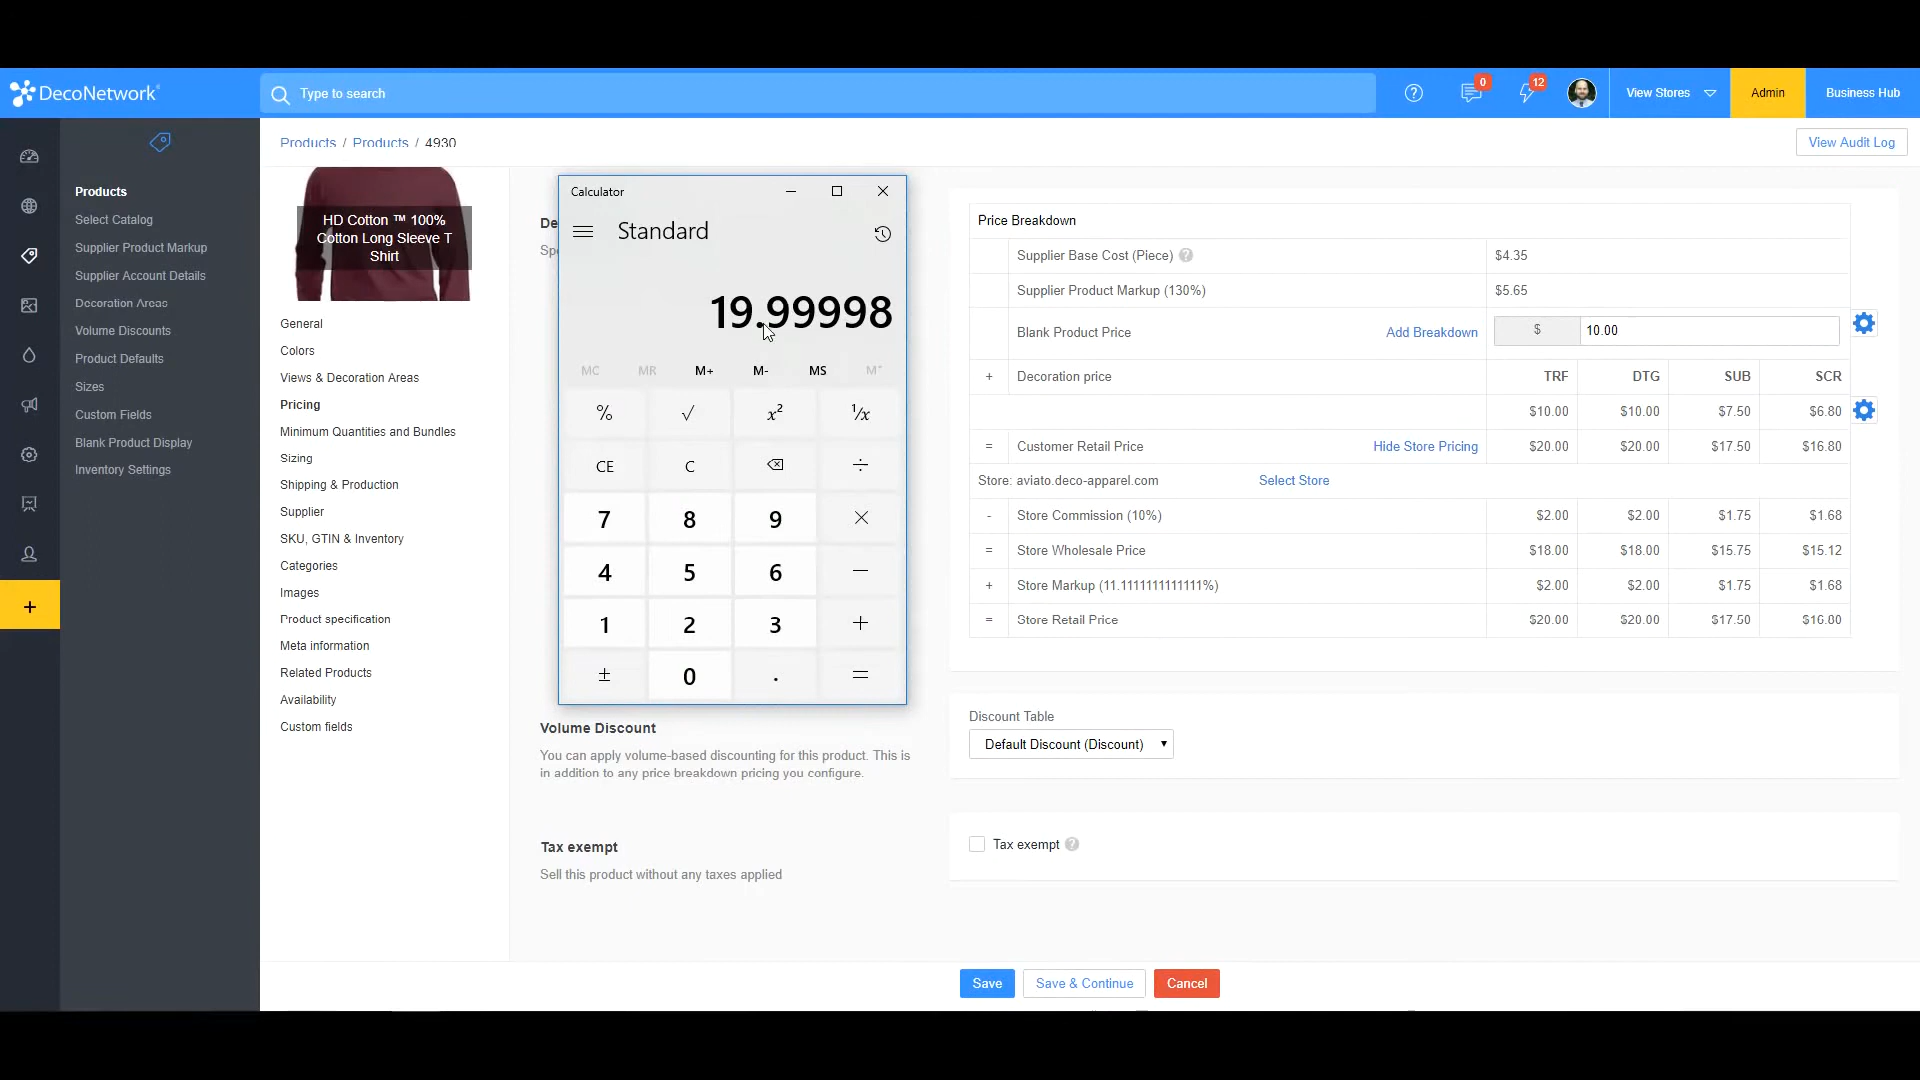 DecoNetwork
Type to search
0
12
View Stores
Admin
Business Hub
Products / Products / 4930
View Audit Log
Products
Select Catalog
Supplier Product Markup
Supplier Account Details
Decoration Areas
Volume Discounts
Product Defaults
Sizes
Custom Fields
Blank Product Display
Inventory Settings
+
HD Cotton ™ 100%
Cotton Long Sleeve T
Shirt
General
Colors
Views & Decoration Areas
Pricing
Minimum Quantities and Bundles
Sizing
Shipping & Production
Supplier
SKU, GTIN & Inventory
Categories
Images
Product specification
Meta information
Related Products
Availability
Custom fields
De
Spe
Calculator
Standard
19.99998
MC MR M+ M- MS M˅
% √ x² ¹/x
CE C ÷
7 8 9 ×
4 5 6 −
1 2 3 +
± 0 . =
Volume Discount
You can apply volume-based discounting for this product. This is
in addition to any price breakdown pricing you configure.
Tax exempt
Sell this product without any taxes applied
Price Breakdown
Supplier Base Cost (Piece) ? $4.35
Supplier Product Markup (130%) $5.65
Blank Product Price Add Breakdown $ 10.00
+ Decoration price TRF DTG SUB SCR
$10.00 $10.00 $7.50 $6.80
= Customer Retail Price Hide Store Pricing $20.00 $20.00 $17.50 $16.80
Store: aviato.deco-apparel.com Select Store
- Store Commission (10%) $2.00 $2.00 $1.75 $1.68
= Store Wholesale Price $18.00 $18.00 $15.75 $15.12
+ Store Markup (11.1111111111111%) $2.00 $2.00 $1.75 $1.68
= Store Retail Price $20.00 $20.00 $17.50 $16.80
Discount Table
Default Discount (Discount)
Tax exempt ?
Save
Save & Continue
Cancel